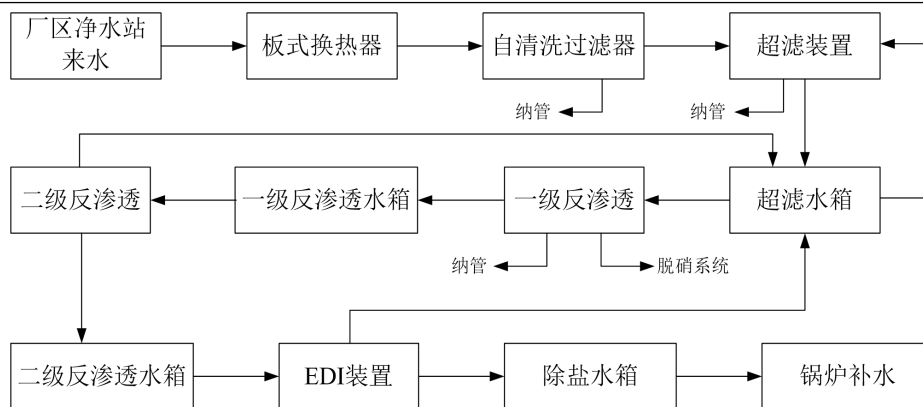 厂区净水站
来水
板式换热器
自清洗过滤器
超滤装置
纳管
纳管
二级反渗透
一级反渗透水箱
一级反渗透
超滤水箱
纳管
脱硝系统
二级反渗透水箱
EDI装置
除盐水箱
锅炉补水